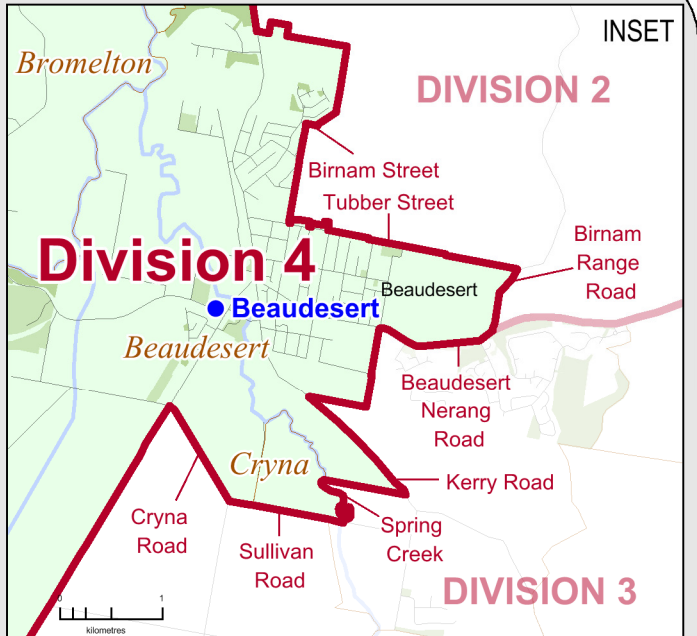 INSET
Bromelton
DIVISION 2
Birnam Street
Tubber Street
Birnam
Range
Road
Division 4
Beaudesert
Beaudesert
Beaudesert
Beaudesert
Nerang
Road
Cryna
Kerry Road
Cryna
Road
Sullivan
Road
Spring
Creek
DIVISION 3
0
1
kilometres